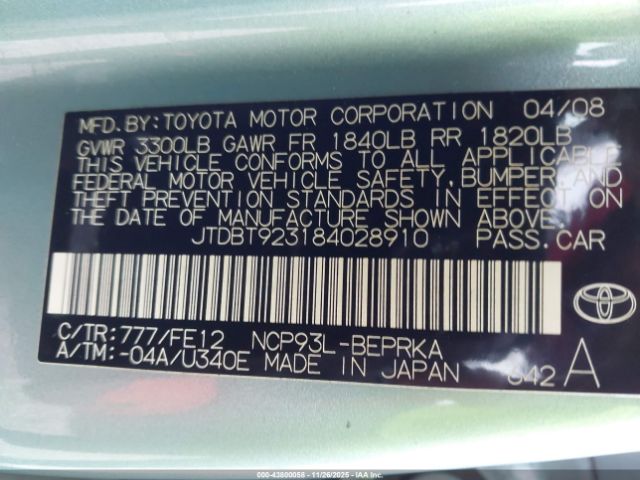 MFD. BY: TOYOTA MOTOR CORPORATION 04/08
GVWR 3300LB GAWR FR 1840LB RR 1820LB
THIS VEHICLE CONFORMS TO ALL APPLICABLE
FEDERAL MOTOR VEHICLE SAFETY, BUMPER, AND
THEFT PREVENTION STANDARDS IN EFFECT ON
THE DATE OF MANUFACTURE SHOWN ABOVE.
JTDBT923184028910 PASS. CAR
C/TR: 777/FE12 NCP93L-BEPRKA
A/TM: -04A/U340E MADE IN JAPAN 642 A
000-43800058 - 11/26/2025 - IAA Inc.